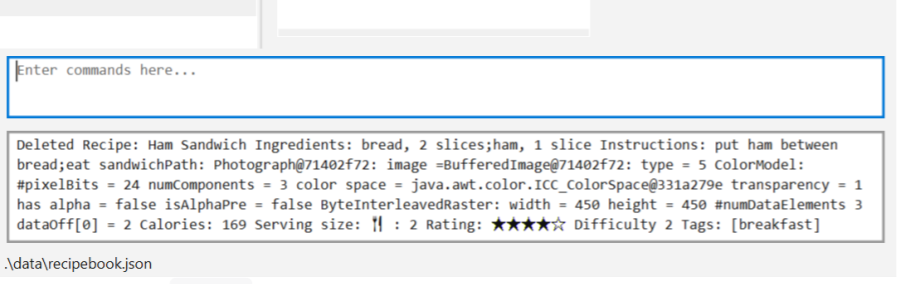 Enter commands here...
Deleted Recipe: Ham Sandwich Ingredients: bread, 2 slices;ham, 1 slice Instructions: put ham between
bread;eat sandwichPath: Photograph@71402f72: image =BufferedImage@71402f72: type = 5 ColorModel:
#pixelBits = 24 numComponents = 3 color space = java.awt.color.ICC_ColorSpace@331a279e transparency = 1
has alpha = false isAlphaPre = false ByteInterleavedRaster: width = 450 height = 450 #numDataElements 3
dataOff[0] = 2 Calories: 169 Serving size: 🍴 : 2 Rating: ★★★★☆ Difficulty 2 Tags: [breakfast]
.\data\recipebook.json